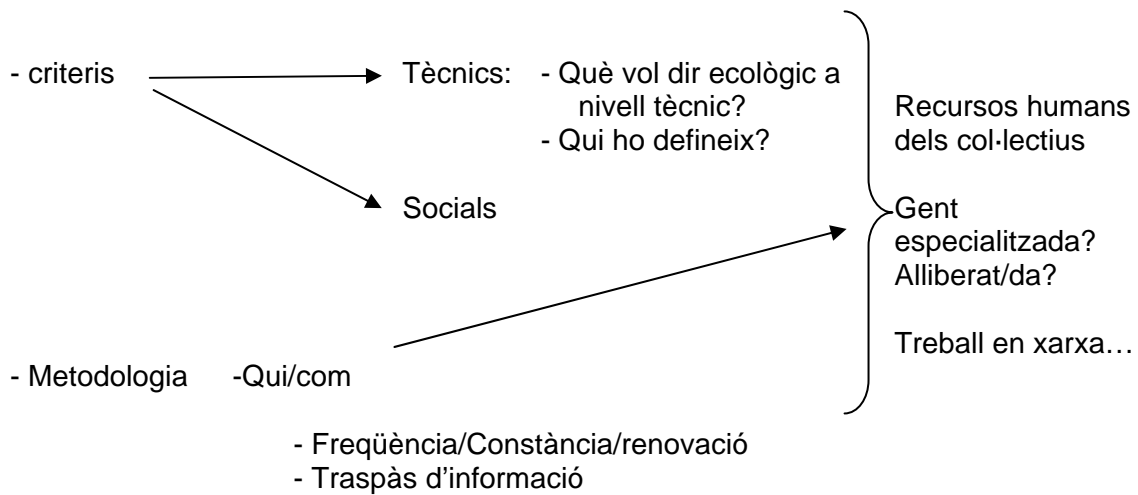 - criteris
Tècnics:
- Què vol dir ecològic a
nivell tècnic?
- Qui ho defineix?
Socials
- Metodologia -Qui/com
- Freqüència/Constància/renovació
- Traspàs d'informació
Recursos humans
dels col·lectius
Gent
especialitzada?
Alliberat/da?
Treball en xarxa…